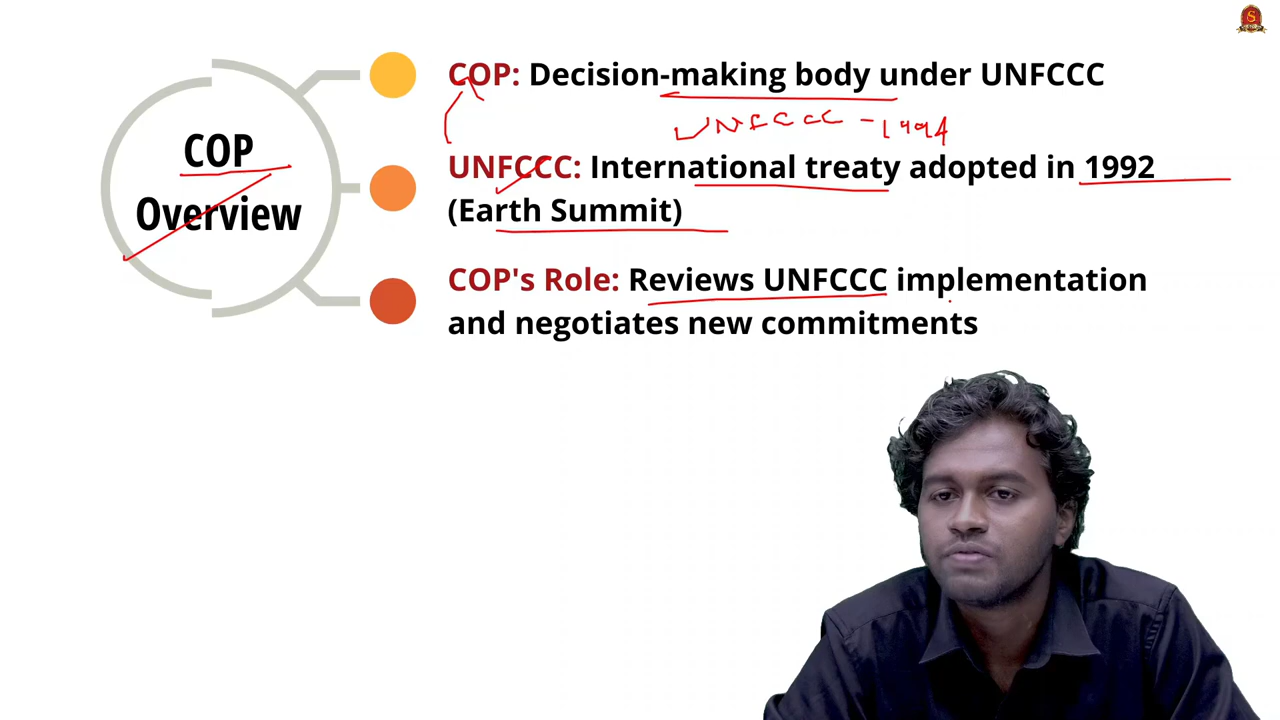 COP
Overview
COP: Decision-making body under UNFCCC
UNFCCC - 1994
UNFCCC: International treaty adopted in 1992
(Earth Summit)
COP's Role: Reviews UNFCCC implementation
and negotiates new commitments
S